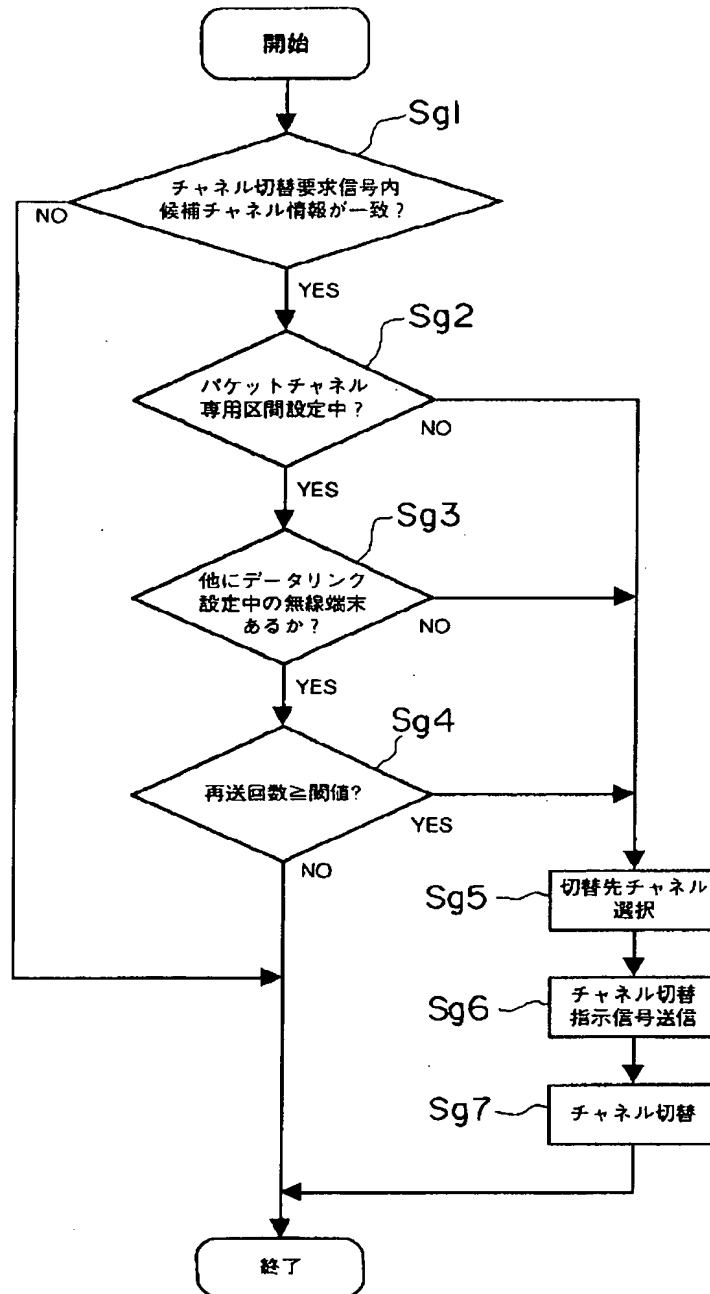 開始
Sg1
チャネル切替要求信号内
候補チャネル情報が一致?
NO
YES
Sg2
パケットチャネル
専用区間設定中?
NO
YES
Sg3
他にデータリンク
設定中の無線端末
あるか?
NO
YES
Sg4
再送回数≧閾値?
YES
NO
Sg5
切替先チャネル
選択
Sg6
チャネル切替
指示信号送信
Sg7
チャネル切替
終了